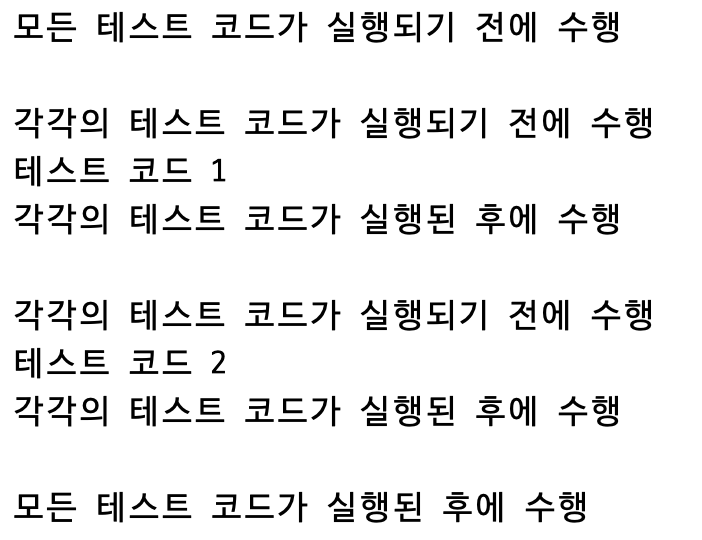 모든 테스트 코드가 실행되기 전에 수행
각각의 테스트 코드가 실행되기 전에 수행
테스트 코드 1
각각의 테스트 코드가 실행된 후에 수행
각각의 테스트 코드가 실행되기 전에 수행
테스트 코드 2
각각의 테스트 코드가 실행된 후에 수행
모든 테스트 코드가 실행된 후에 수행